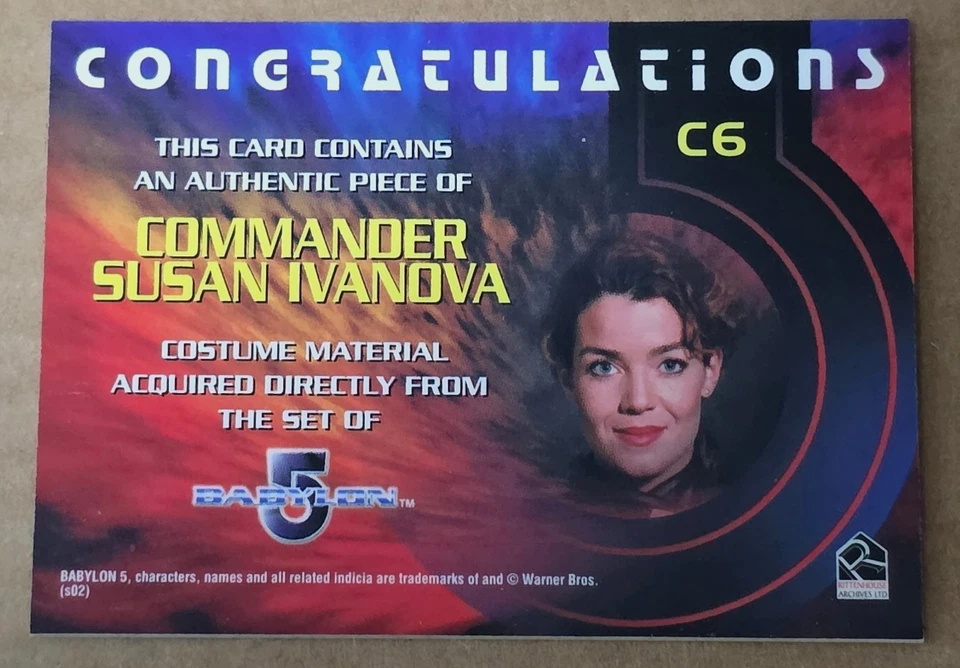 CONGRATULATIONS
C6
THIS CARD CONTAINS
AN AUTHENTIC PIECE OF
COMMANDER
SUSAN IVANOVA
COSTUME MATERIAL
ACQUIRED DIRECTLY FROM
THE SET OF
5
BABYLON™
BABYLON 5, characters, names and all related indicia are trademarks of and © Warner Bros.
(s02)
RITTENHOUSE
ARCHIVES LTD